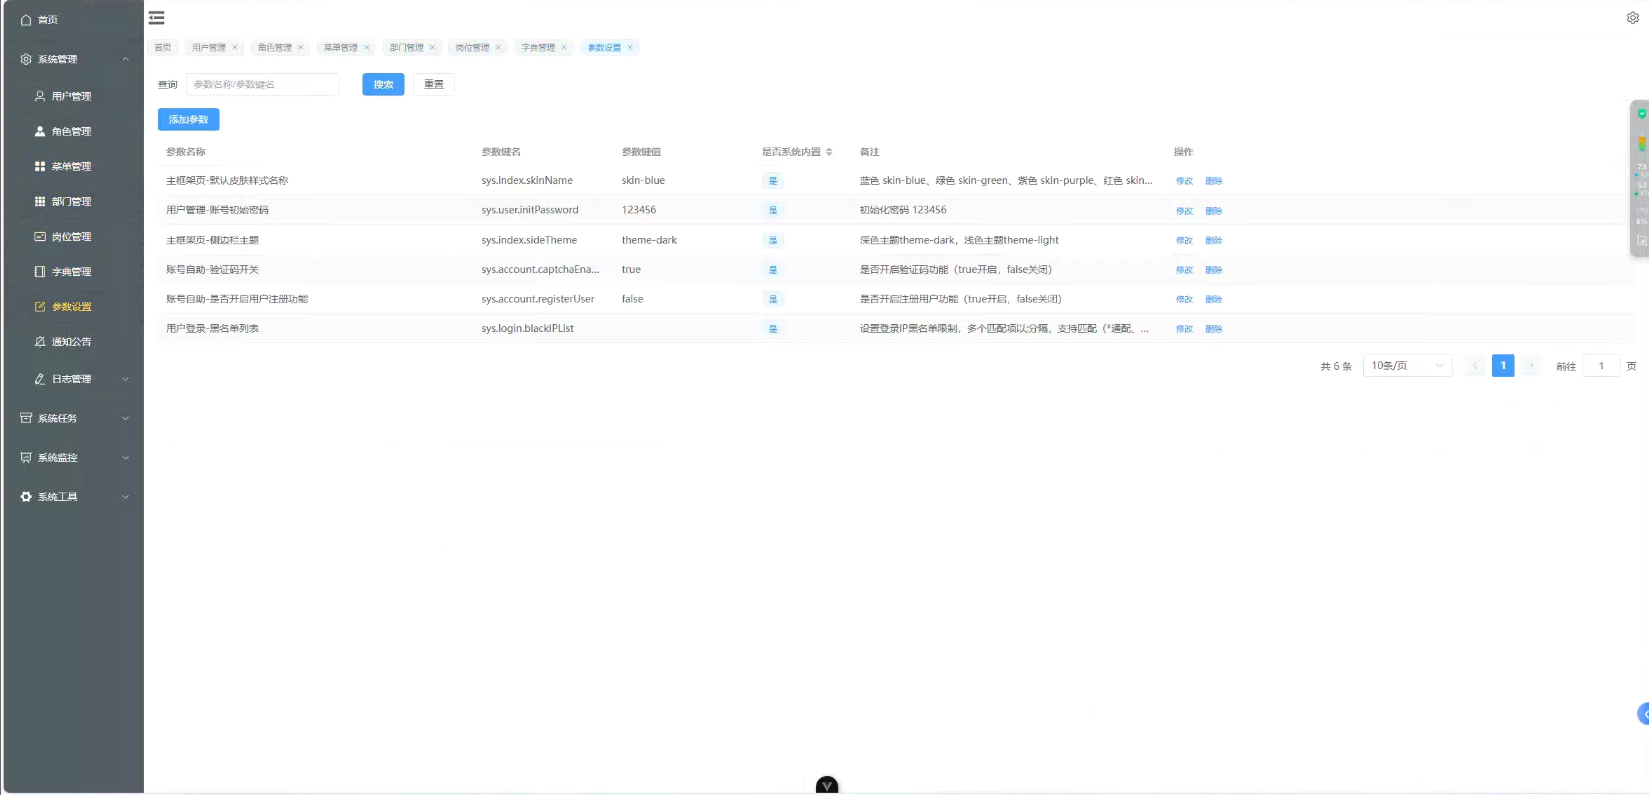 首页
系统管理
用户管理
角色管理
菜单管理
部门管理
岗位管理
字典管理
参数设置
通知公告
日志管理
系统任务
系统监控
系统工具
首页 用户管理 × 角色管理 × 菜单管理 × 部门管理 × 岗位管理 × 字典管理 × 参数设置 ×
查询 参数名称/参数键名 搜索 重置
添加参数
参数名称 参数键名 参数键值 是否系统内置 备注 操作
主框架页-默认皮肤样式名称 sys.index.skinName skin-blue 是 蓝色 skin-blue、绿色 skin-green、紫色 skin-purple、红色 skin... 修改 删除
用户管理-账号初始密码 sys.user.initPassword 123456 是 初始化密码 123456 修改 删除
主框架页-侧边栏主题 sys.index.sideTheme theme-dark 是 深色主题theme-dark，浅色主题theme-light 修改 删除
账号自助-验证码开关 sys.account.captchaEna... true 是 是否开启验证码功能（true开启，false关闭） 修改 删除
账号自助-是否开启用户注册功能 sys.account.registerUser false 是 是否开启注册用户功能（true开启，false关闭） 修改 删除
用户登录-黑名单列表 sys.login.blackIPList 是 设置登录IP黑名单限制，多个匹配项以;分隔，支持匹配（*通配、... 修改 删除
共 6 条 10条/页 1 前往 1 页